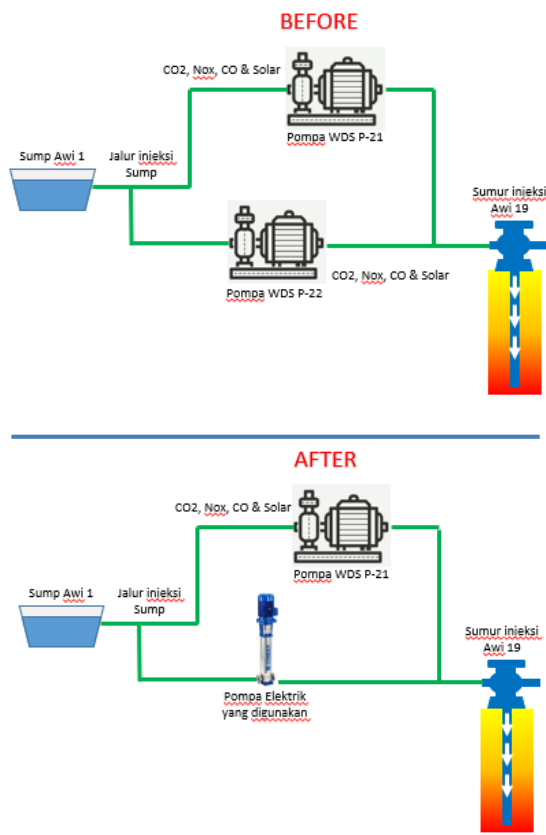 BEFORE
CO2, Nox, CO & Solar
Pompa WDS P-21
Sump Awi 1
Jalur injeksi
Sump
Sumur injeksi
Awi 19
Pompa WDS P-22
CO2, Nox, CO & Solar
AFTER
CO2, Nox, CO & Solar
Pompa WDS P-21
Sump Awi 1
Jalur injeksi
Sump
Sumur injeksi
Awi 19
Pompa Elektrik
yang digunakan